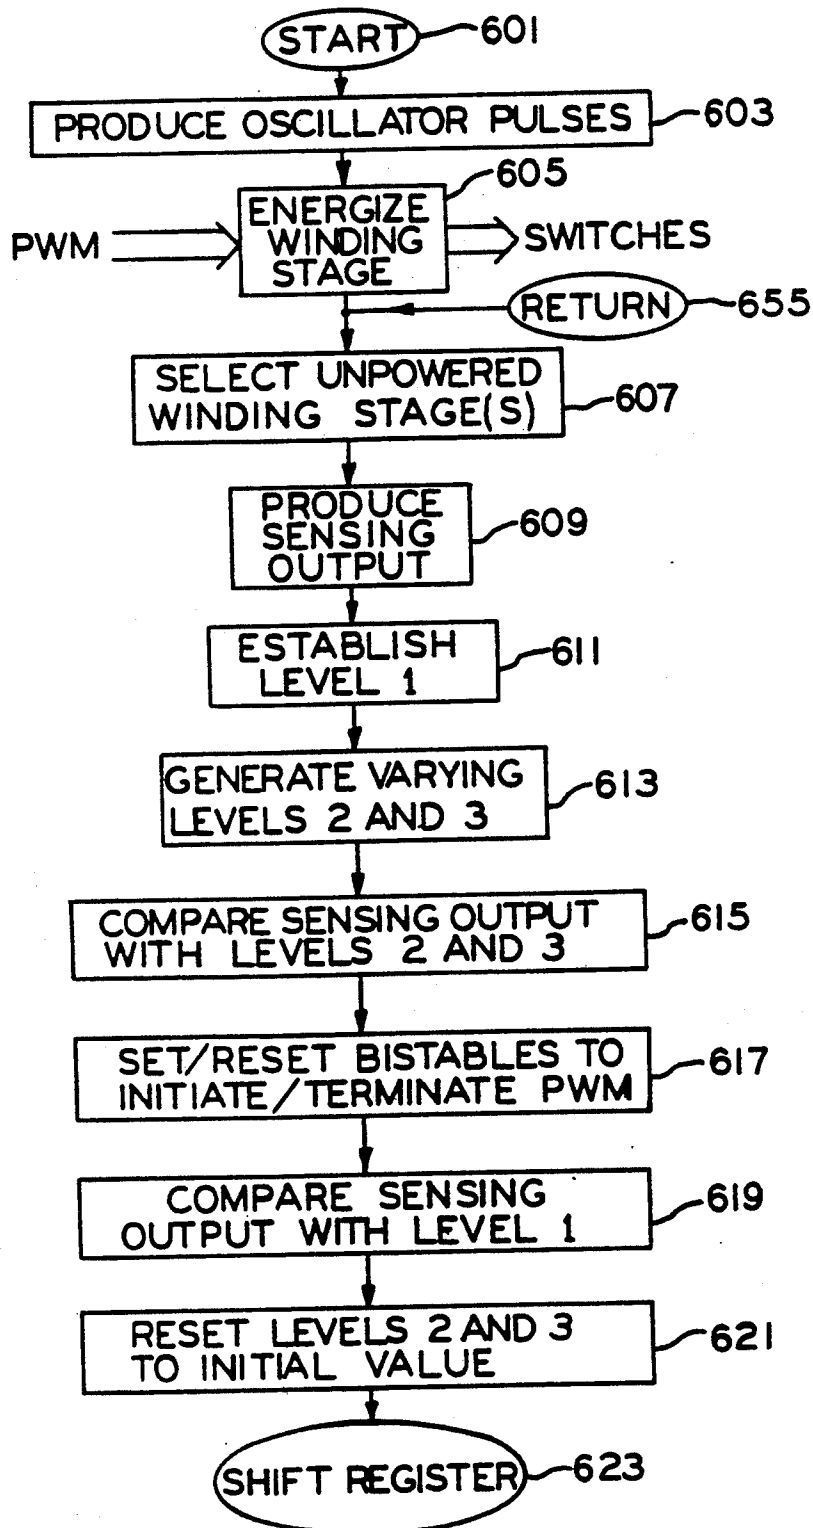 START 601
PRODUCE OSCILLATOR PULSES 603
605
ENERGIZE
WINDING
STAGE
PWM
SWITCHES
RETURN 655
SELECT UNPOWERED
WINDING STAGE(S)
607
PRODUCE
SENSING
OUTPUT
609
ESTABLISH
LEVEL 1
611
GENERATE VARYING
LEVELS 2 AND 3
613
COMPARE SENSING OUTPUT
WITH LEVELS 2 AND 3
615
SET/RESET BISTABLES TO
INITIATE/TERMINATE PWM
617
COMPARE SENSING
OUTPUT WITH LEVEL 1
619
RESET LEVELS 2 AND 3
TO INITIAL VALUE
621
SHIFT REGISTER 623